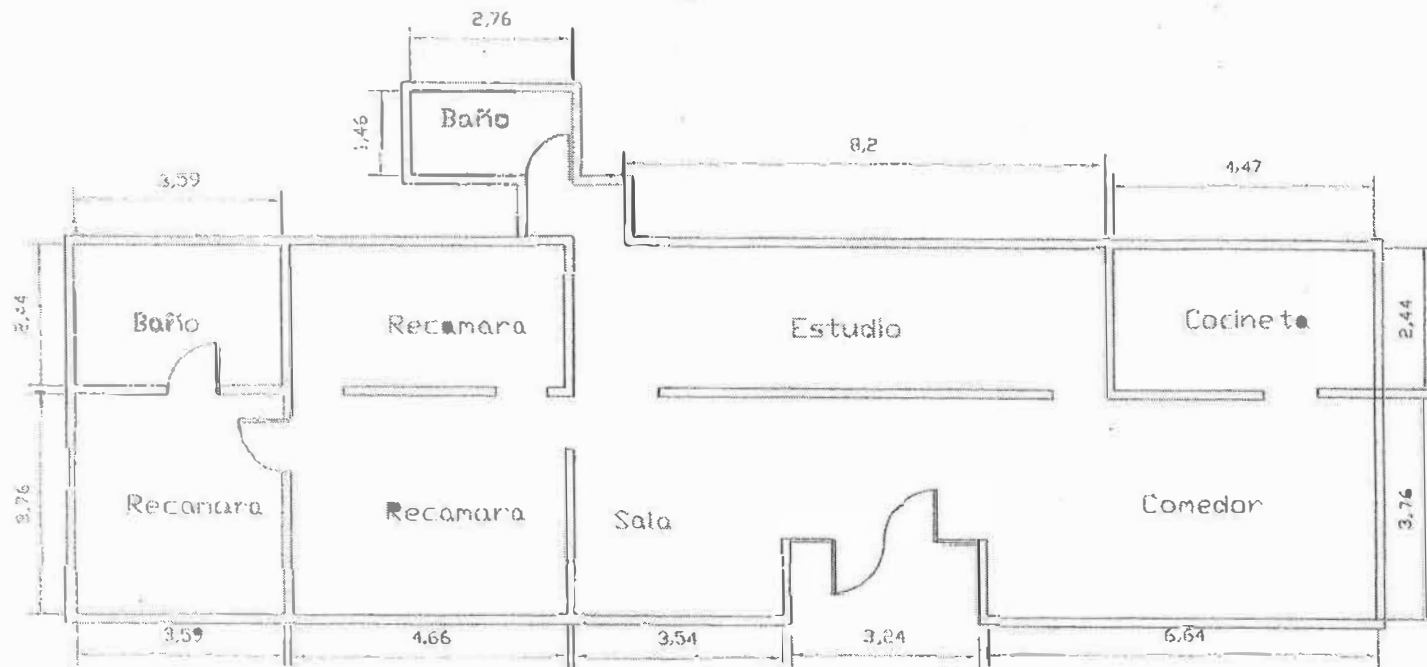 2,76
Baño
1,46
8,2
4,47
3,59
2,44
Baño
Recamara
Estudio
Cocineta
2,44
3,76
Recamara
Recamara
Sala
Comedor
3,76
3,59
4,66
3,54
3,24
6,64